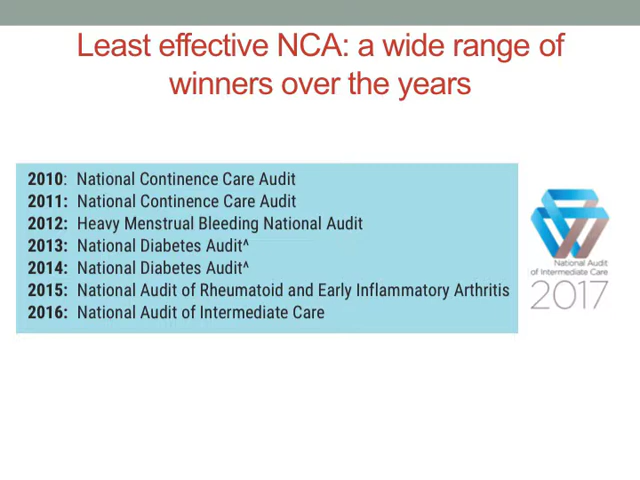 Least effective NCA: a wide range of
winners over the years
2010: National Continence Care Audit
2011: National Continence Care Audit
2012: Heavy Menstrual Bleeding National Audit
2013: National Diabetes Audit^
2014: National Diabetes Audit^
2015: National Audit of Rheumatoid and Early Inflammatory Arthritis
2016: National Audit of Intermediate Care
National Audit
of Intermediate Care
2017